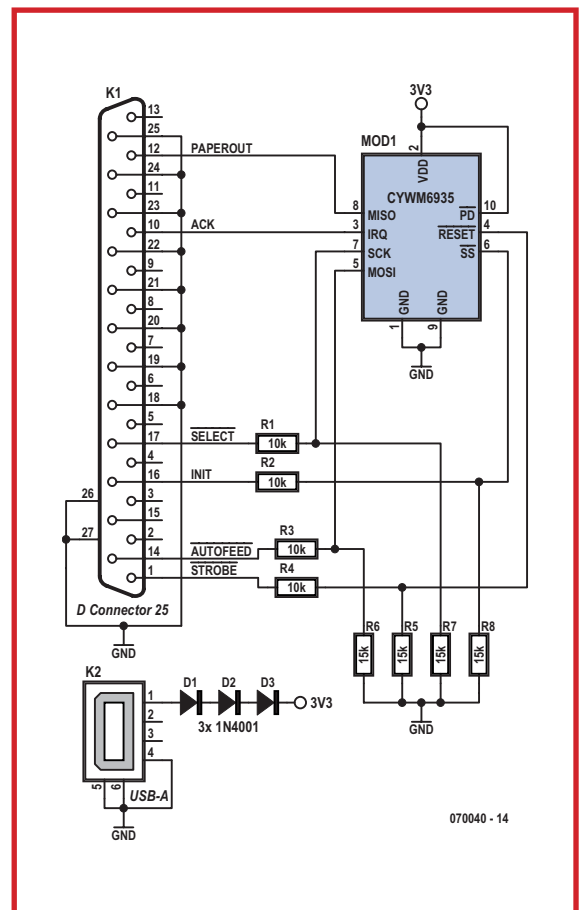 K1
13
25
12 PAPEROUT
24
11
23
10 ACK
22
9
21
8
20
7
19
6
18
5
17 SELECT
4
16 INIT
3
15
2
14 AUTOFEED
1 STROBE
26
27
D Connector 25
GND
R1
10k
R2
10k
R3
10k
R4
10k
3V3
MOD1
2
VDD
CYWM6935
8 MISO
3 IRQ
7 SCK
5 MOSI
PD 10
RESET 4
SS 6
GND GND
1 9
GND
R6 R5 R7 R8
15k 15k 15k 15k
GND
K2
1
2
3
4
5 6
USB-A
GND
D1 D2 D3
3V3
3x 1N4001
070040 - 14